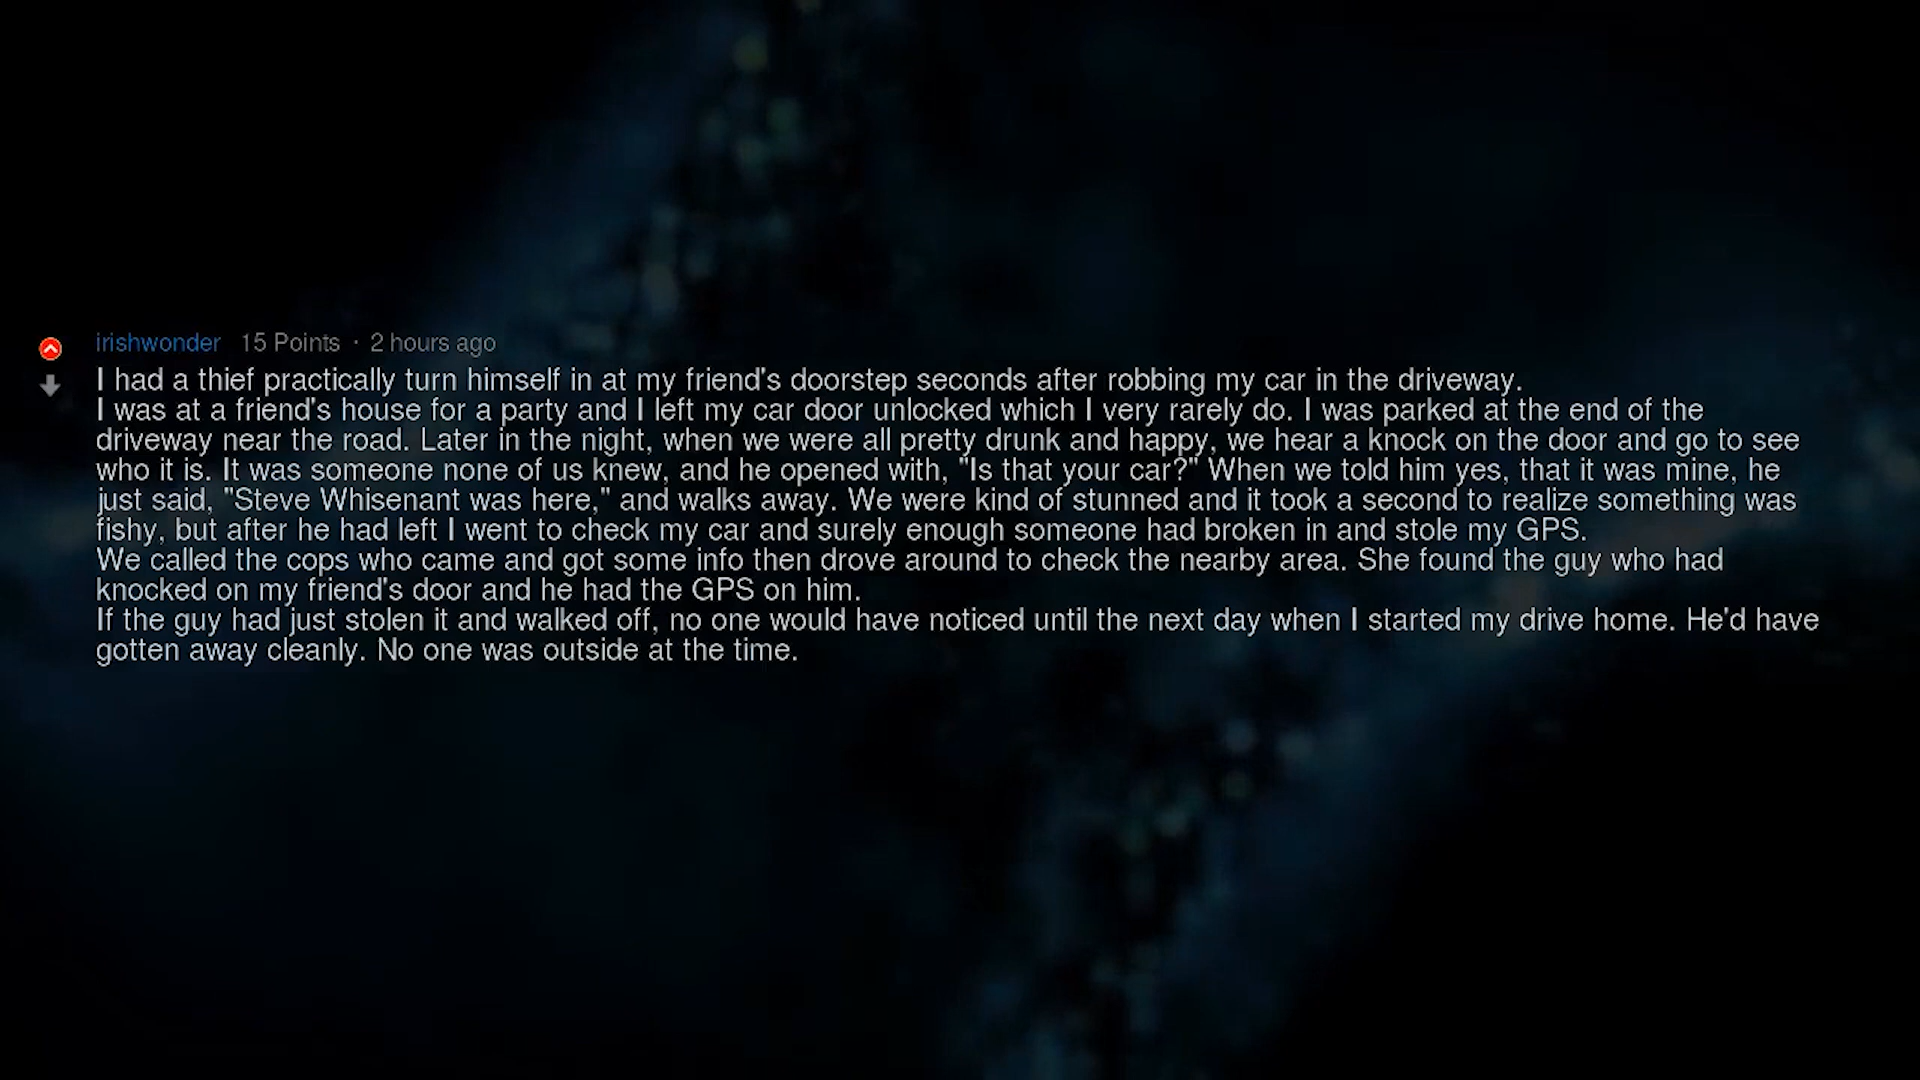 irishwonder 15 Points · 2 hours ago
I had a thief practically turn himself in at my friend's doorstep seconds after robbing my car in the driveway.
I was at a friend's house for a party and I left my car door unlocked which I very rarely do. I was parked at the end of the
driveway near the road. Later in the night, when we were all pretty drunk and happy, we hear a knock on the door and go to see
who it is. It was someone none of us knew, and he opened with, "Is that your car?" When we told him yes, that it was mine, he
just said, "Steve Whisenant was here," and walks away. We were kind of stunned and it took a second to realize something was
fishy, but after he had left I went to check my car and surely enough someone had broken in and stole my GPS.
We called the cops who came and got some info then drove around to check the nearby area. She found the guy who had
knocked on my friend's door and he had the GPS on him.
If the guy had just stolen it and walked off, no one would have noticed until the next day when I started my drive home. He'd have
gotten away cleanly. No one was outside at the time.